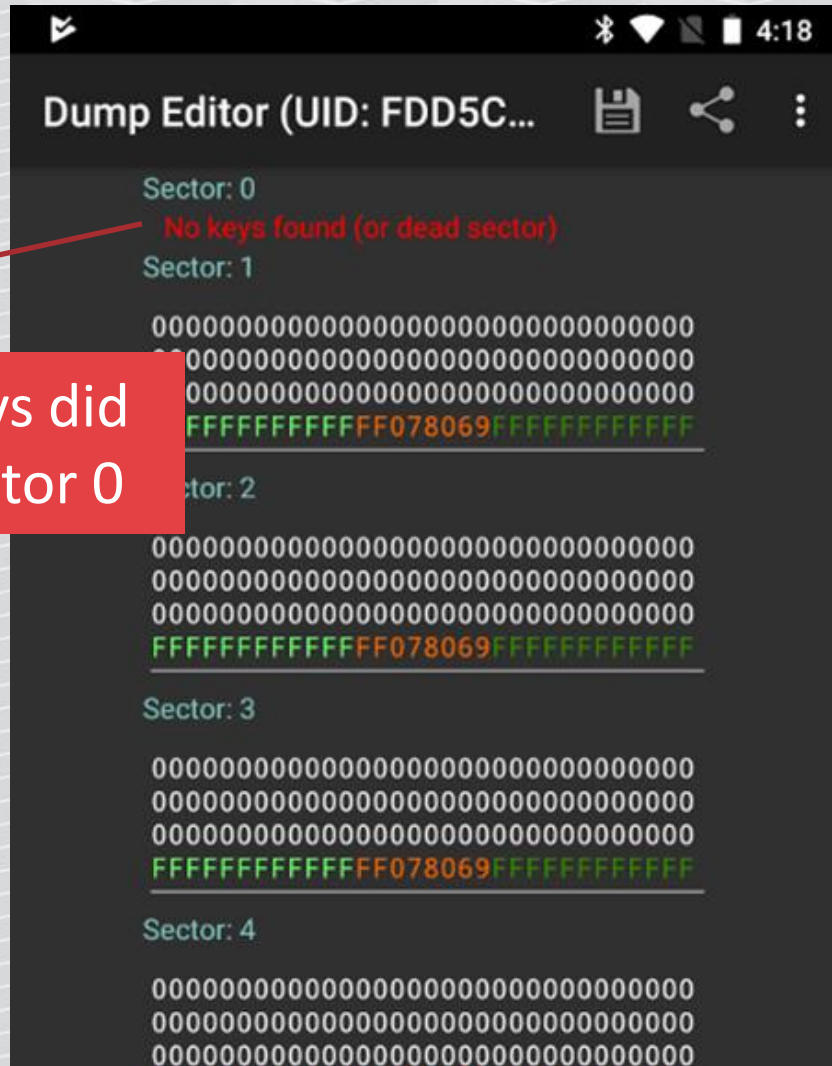 4:18
Dump Editor (UID: FDD5C...
Sector: 0
No keys found (or dead sector)
Sector: 1
00000000000000000000000000000000
000000000000000000000000000000
000000000000000000000000000000
FFFFFFFFFFFF078069FFFFFFFFFFFF
ys did
tor 0
tor: 2
00000000000000000000000000000000
00000000000000000000000000000000
00000000000000000000000000000000
FFFFFFFFFFFFFF078069FFFFFFFFFFFF
Sector: 3
00000000000000000000000000000000
00000000000000000000000000000000
00000000000000000000000000000000
FFFFFFFFFFFFFF078069FFFFFFFFFFFF
Sector: 4
00000000000000000000000000000000
00000000000000000000000000000000
00000000000000000000000000000000